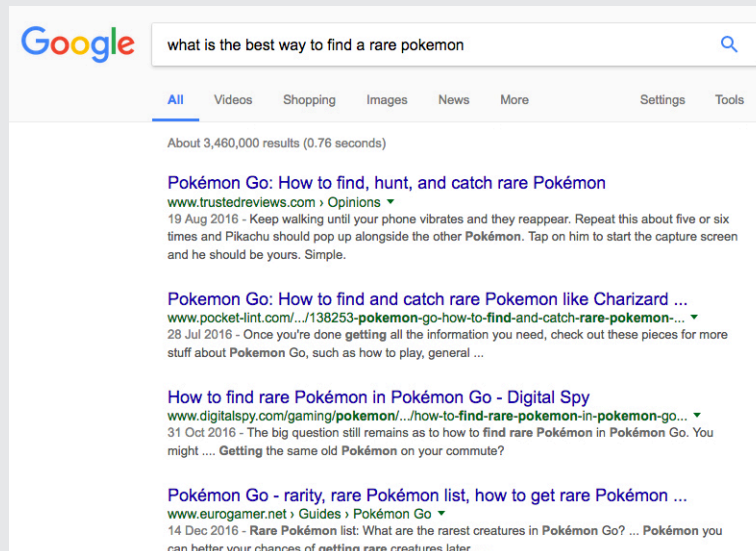 Google what is the best way to find a rare pokemon
All Videos Shopping Images News More Settings Tools
About 3,460,000 results (0.76 seconds)
Pokémon Go: How to find, hunt, and catch rare Pokémon
www.trustedreviews.com › Opinions
19 Aug 2016 - Keep walking until your phone vibrates and they reappear. Repeat this about five or six
times and Pikachu should pop up alongside the other Pokémon. Tap on him to start the capture screen
and he should be yours. Simple.
Pokemon Go: How to find and catch rare Pokemon like Charizard ...
www.pocket-lint.com/.../138253-pokemon-go-how-to-find-and-catch-rare-pokemon-...
28 Jul 2016 - Once you're done getting all the information you need, check out these pieces for more
stuff about Pokemon Go, such as how to play, general ...
How to find rare Pokémon in Pokémon Go - Digital Spy
www.digitalspy.com/gaming/pokemon/.../how-to-find-rare-pokemon-in-pokemon-go...
31 Oct 2016 - The big question still remains as to how to find rare Pokémon in Pokémon Go. You
might .... Getting the same old Pokémon on your commute?
Pokémon Go - rarity, rare Pokémon list, how to get rare Pokémon ...
www.eurogamer.net › Guides › Pokémon Go
14 Dec 2016 - Rare Pokémon list: What are the rarest creatures in Pokémon Go? ... Pokémon you
can better your chances of getting rare creatures later